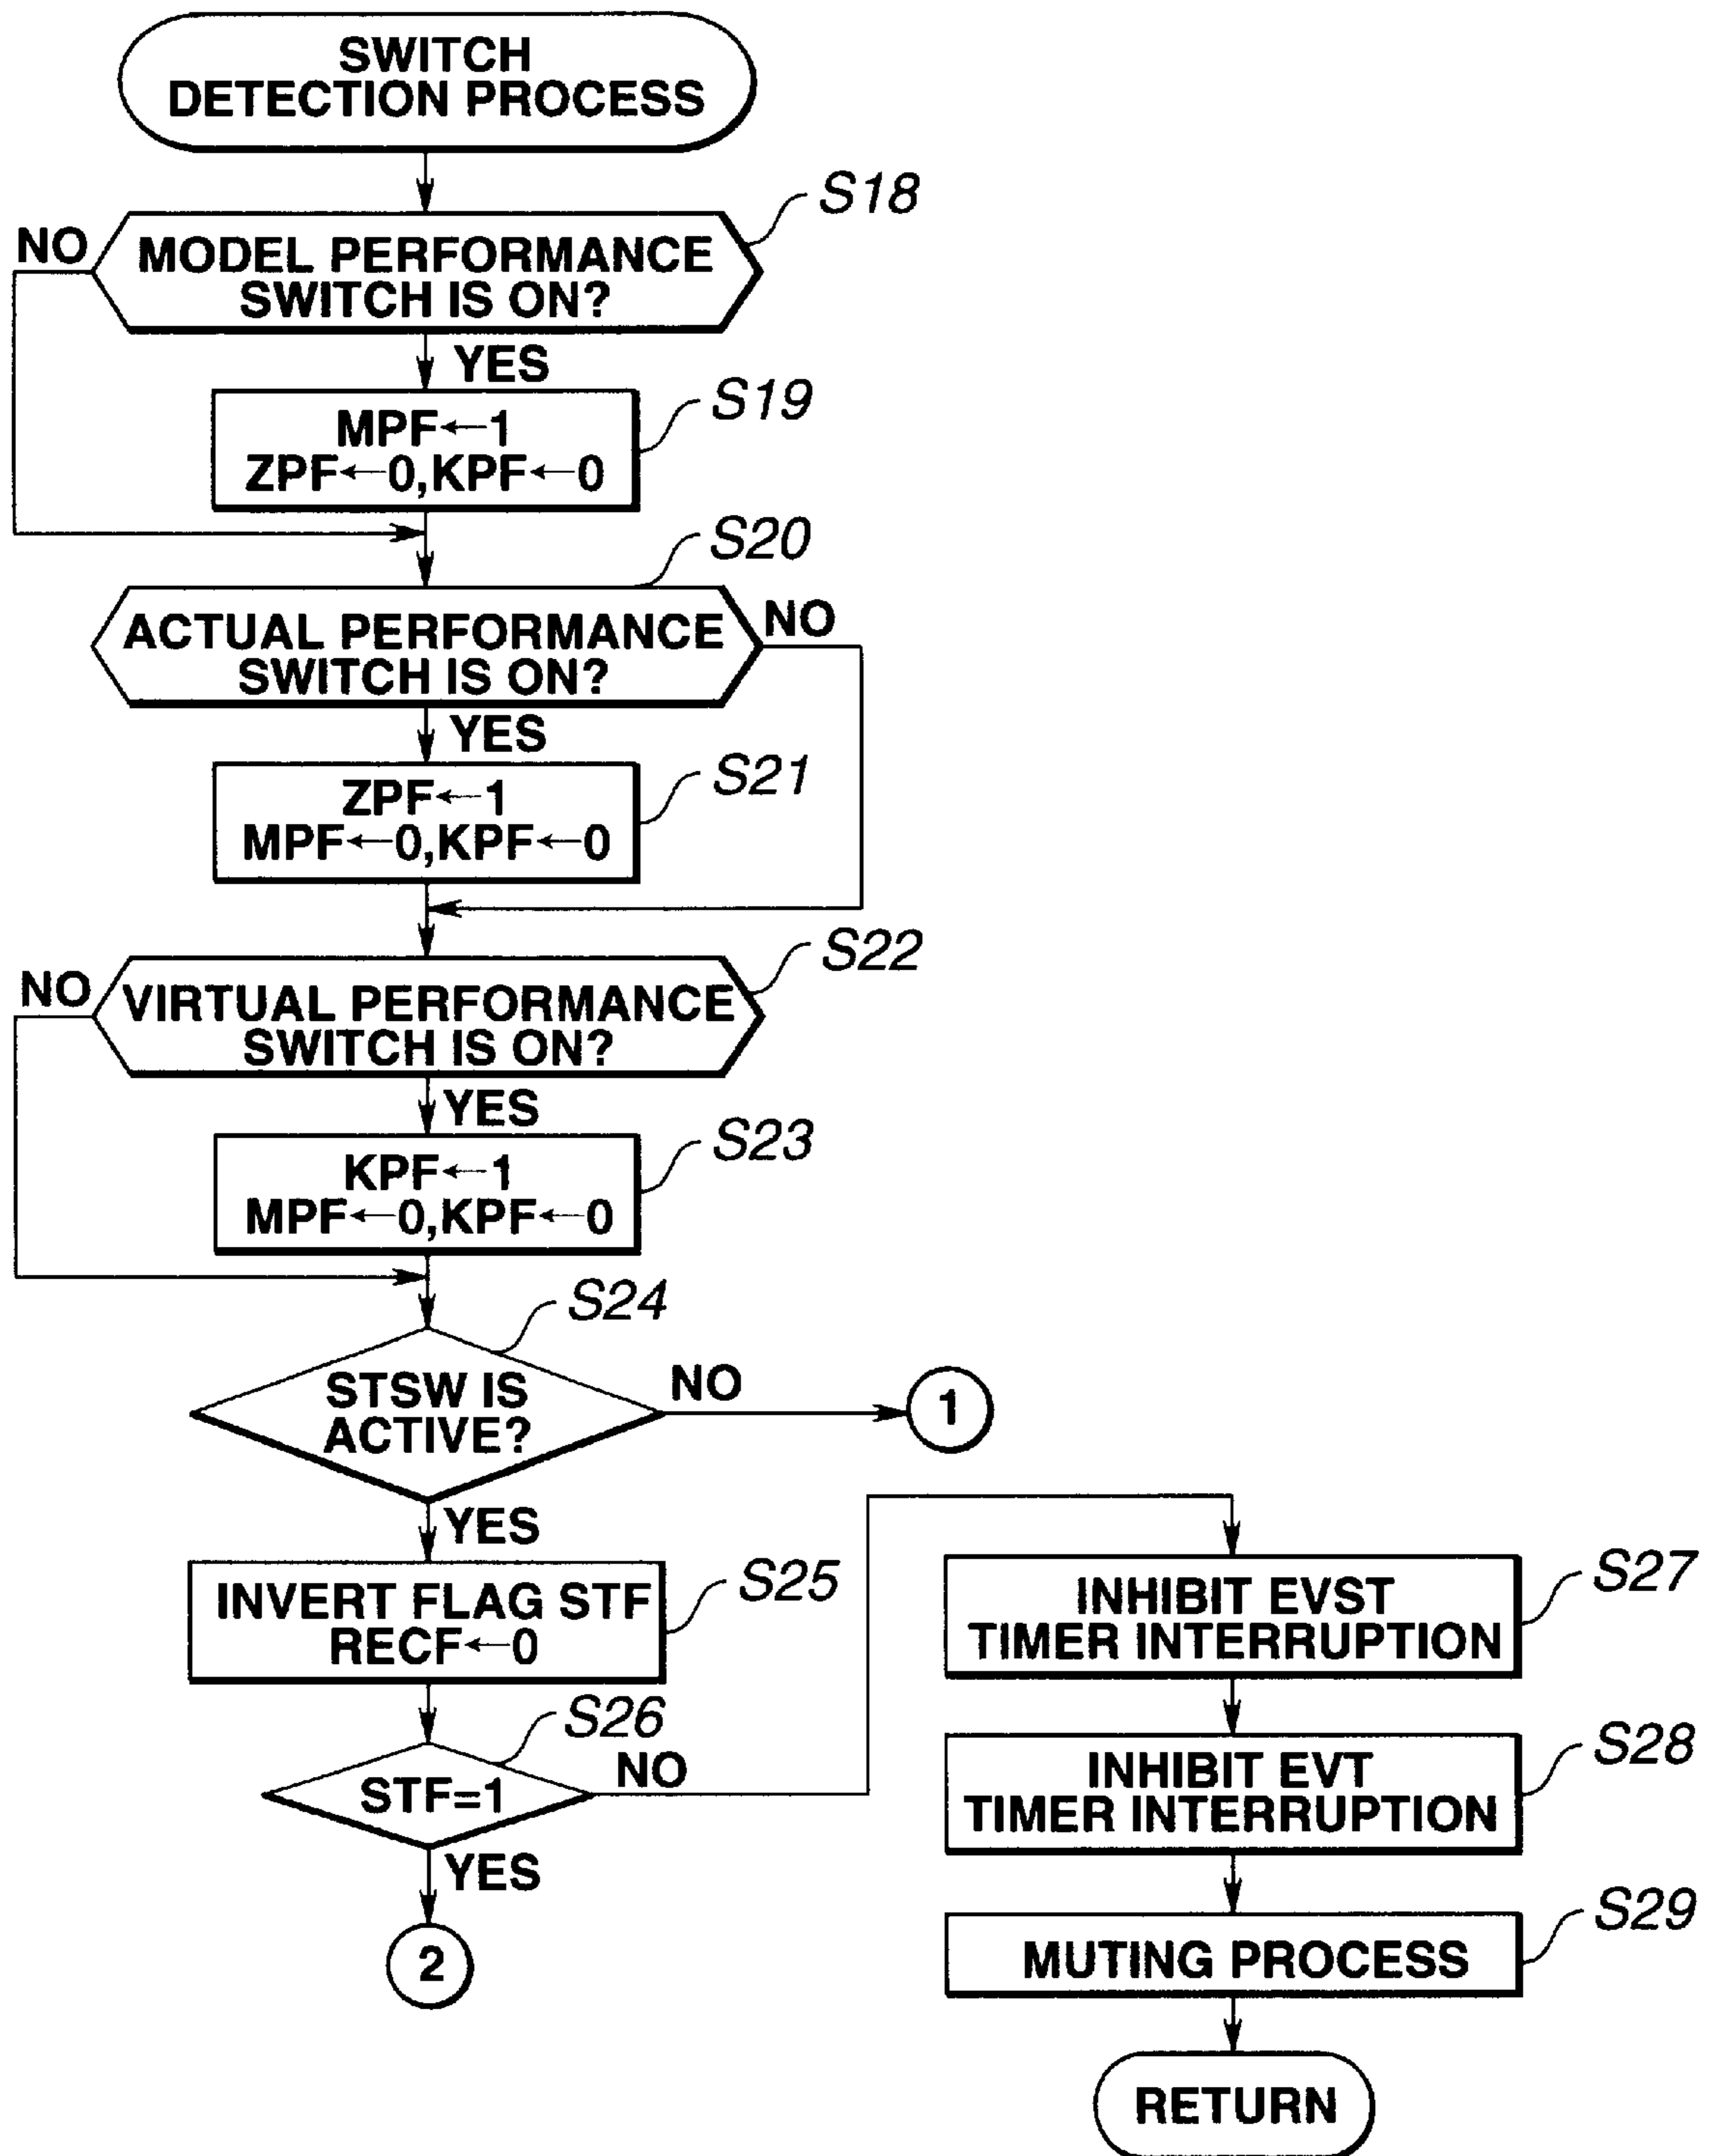 SWITCH
DETECTION PROCESS
S18
NO
MODEL PERFORMANCE
SWITCH IS ON?
YES
S19
MPF←1
ZPF←0,KPF←0
S20
ACTUAL PERFORMANCE
SWITCH IS ON?
NO
YES
S21
ZPF←1
MPF←0,KPF←0
S22
NO
VIRTUAL PERFORMANCE
SWITCH IS ON?
YES
S23
KPF←1
MPF←0,KPF←0
S24
STSW IS
ACTIVE?
NO
1
YES
S25
INVERT FLAG STF
RECF←0
S26
STF=1
NO
YES
2
S27
INHIBIT EVST
TIMER INTERRUPTION
S28
INHIBIT EVT
TIMER INTERRUPTION
S29
MUTING PROCESS
RETURN